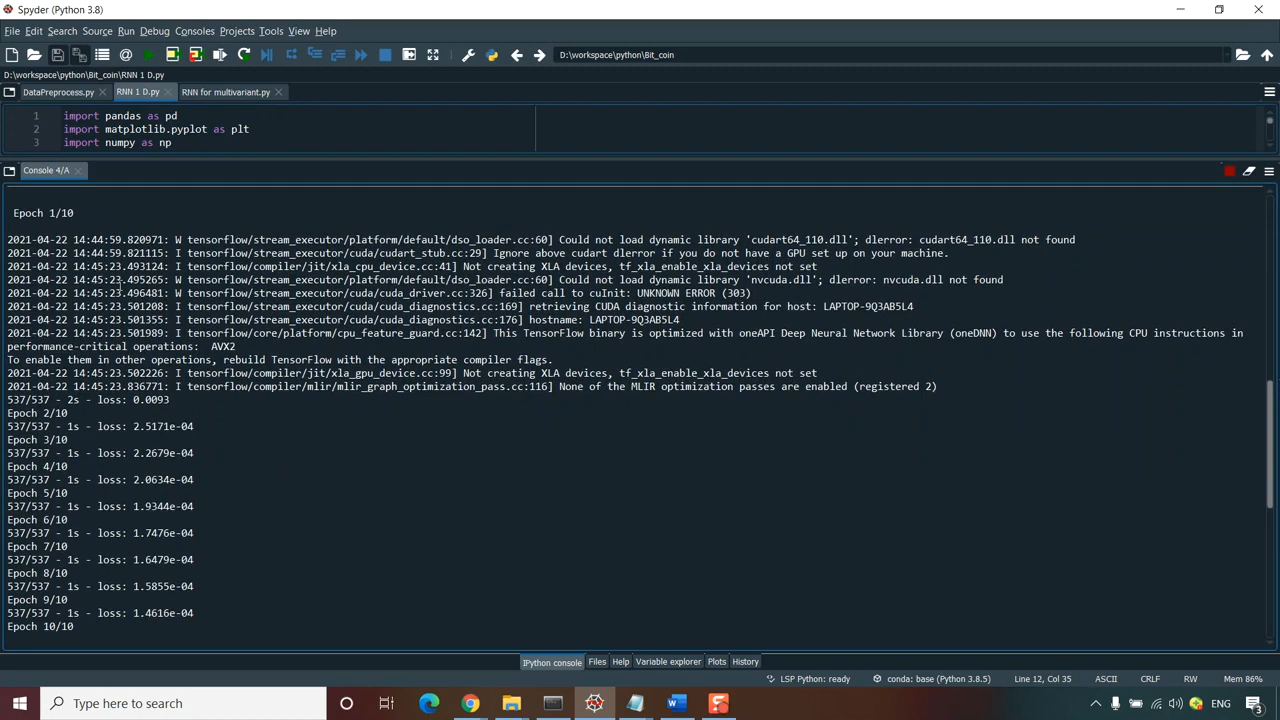 Spyder (Python 3.8)
File Edit Search Source Run Debug Consoles Projects Tools View Help
D:\workspace\python\Bit_coin
D:\workspace\python\Bit_coin\RNN 1 D.py
DataPreprocess.py RNN 1 D.py RNN for multivariant.py
1 import pandas as pd
2 import matplotlib.pyplot as plt
3 import numpy as np
Console 4/A
Epoch 1/10
2021-04-22 14:44:59.820971: W tensorflow/stream_executor/platform/default/dso_loader.cc:60] Could not load dynamic library 'cudart64_110.dll'; dlerror: cudart64_110.dll not found
2021-04-22 14:44:59.821115: I tensorflow/stream_executor/cuda/cudart_stub.cc:29] Ignore above cudart dlerror if you do not have a GPU set up on your machine.
2021-04-22 14:45:23.493124: I tensorflow/compiler/jit/xla_cpu_device.cc:41] Not creating XLA devices, tf_xla_enable_xla_devices not set
2021-04-22 14:45:23.495265: W tensorflow/stream_executor/platform/default/dso_loader.cc:60] Could not load dynamic library 'nvcuda.dll'; dlerror: nvcuda.dll not found
2021-04-22 14:45:23.496481: W tensorflow/stream_executor/cuda/cuda_driver.cc:326] failed call to cuInit: UNKNOWN ERROR (303)
2021-04-22 14:45:23.501268: I tensorflow/stream_executor/cuda/cuda_diagnostics.cc:169] retrieving CUDA diagnostic information for host: LAPTOP-9Q3AB5L4
2021-04-22 14:45:23.501355: I tensorflow/stream_executor/cuda/cuda_diagnostics.cc:176] hostname: LAPTOP-9Q3AB5L4
2021-04-22 14:45:23.501989: I tensorflow/core/platform/cpu_feature_guard.cc:142] This TensorFlow binary is optimized with oneAPI Deep Neural Network Library (oneDNN) to use the following CPU instructions in
performance-critical operations:  AVX2
To enable them in other operations, rebuild TensorFlow with the appropriate compiler flags.
2021-04-22 14:45:23.502226: I tensorflow/compiler/jit/xla_gpu_device.cc:99] Not creating XLA devices, tf_xla_enable_xla_devices not set
2021-04-22 14:45:23.836771: I tensorflow/compiler/mlir/mlir_graph_optimization_pass.cc:116] None of the MLIR optimization passes are enabled (registered 2)
537/537 - 2s - loss: 0.0093
Epoch 2/10
537/537 - 1s - loss: 2.5171e-04
Epoch 3/10
537/537 - 1s - loss: 2.2679e-04
Epoch 4/10
537/537 - 1s - loss: 2.0634e-04
Epoch 5/10
537/537 - 1s - loss: 1.9344e-04
Epoch 6/10
537/537 - 1s - loss: 1.7476e-04
Epoch 7/10
537/537 - 1s - loss: 1.6479e-04
Epoch 8/10
537/537 - 1s - loss: 1.5855e-04
Epoch 9/10
537/537 - 1s - loss: 1.4616e-04
Epoch 10/10
IPython console Files Help Variable explorer Plots History
LSP Python: ready conda: base (Python 3.8.5) Line 12, Col 35 ASCII CRLF RW Mem 86%
Type here to search ENG 3